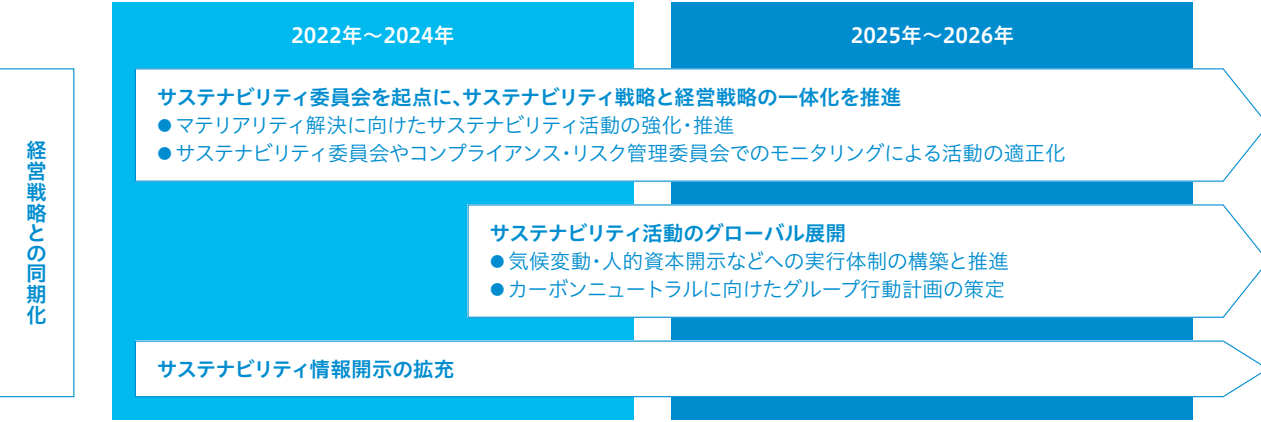 2022年～2024年
2025年～2026年
経営戦略との同期化
サステナビリティ委員会を起点に、サステナビリティ戦略と経営戦略の一体化を推進
●マテリアリティ解決に向けたサステナビリティ活動の強化・推進
●サステナビリティ委員会やコンプライアンス・リスク管理委員会でのモニタリングによる活動の適正化
サステナビリティ活動のグローバル展開
●気候変動・人的資本開示などへの実行体制の構築と推進
●カーボンニュートラルに向けたグループ行動計画の策定
サステナビリティ情報開示の拡充